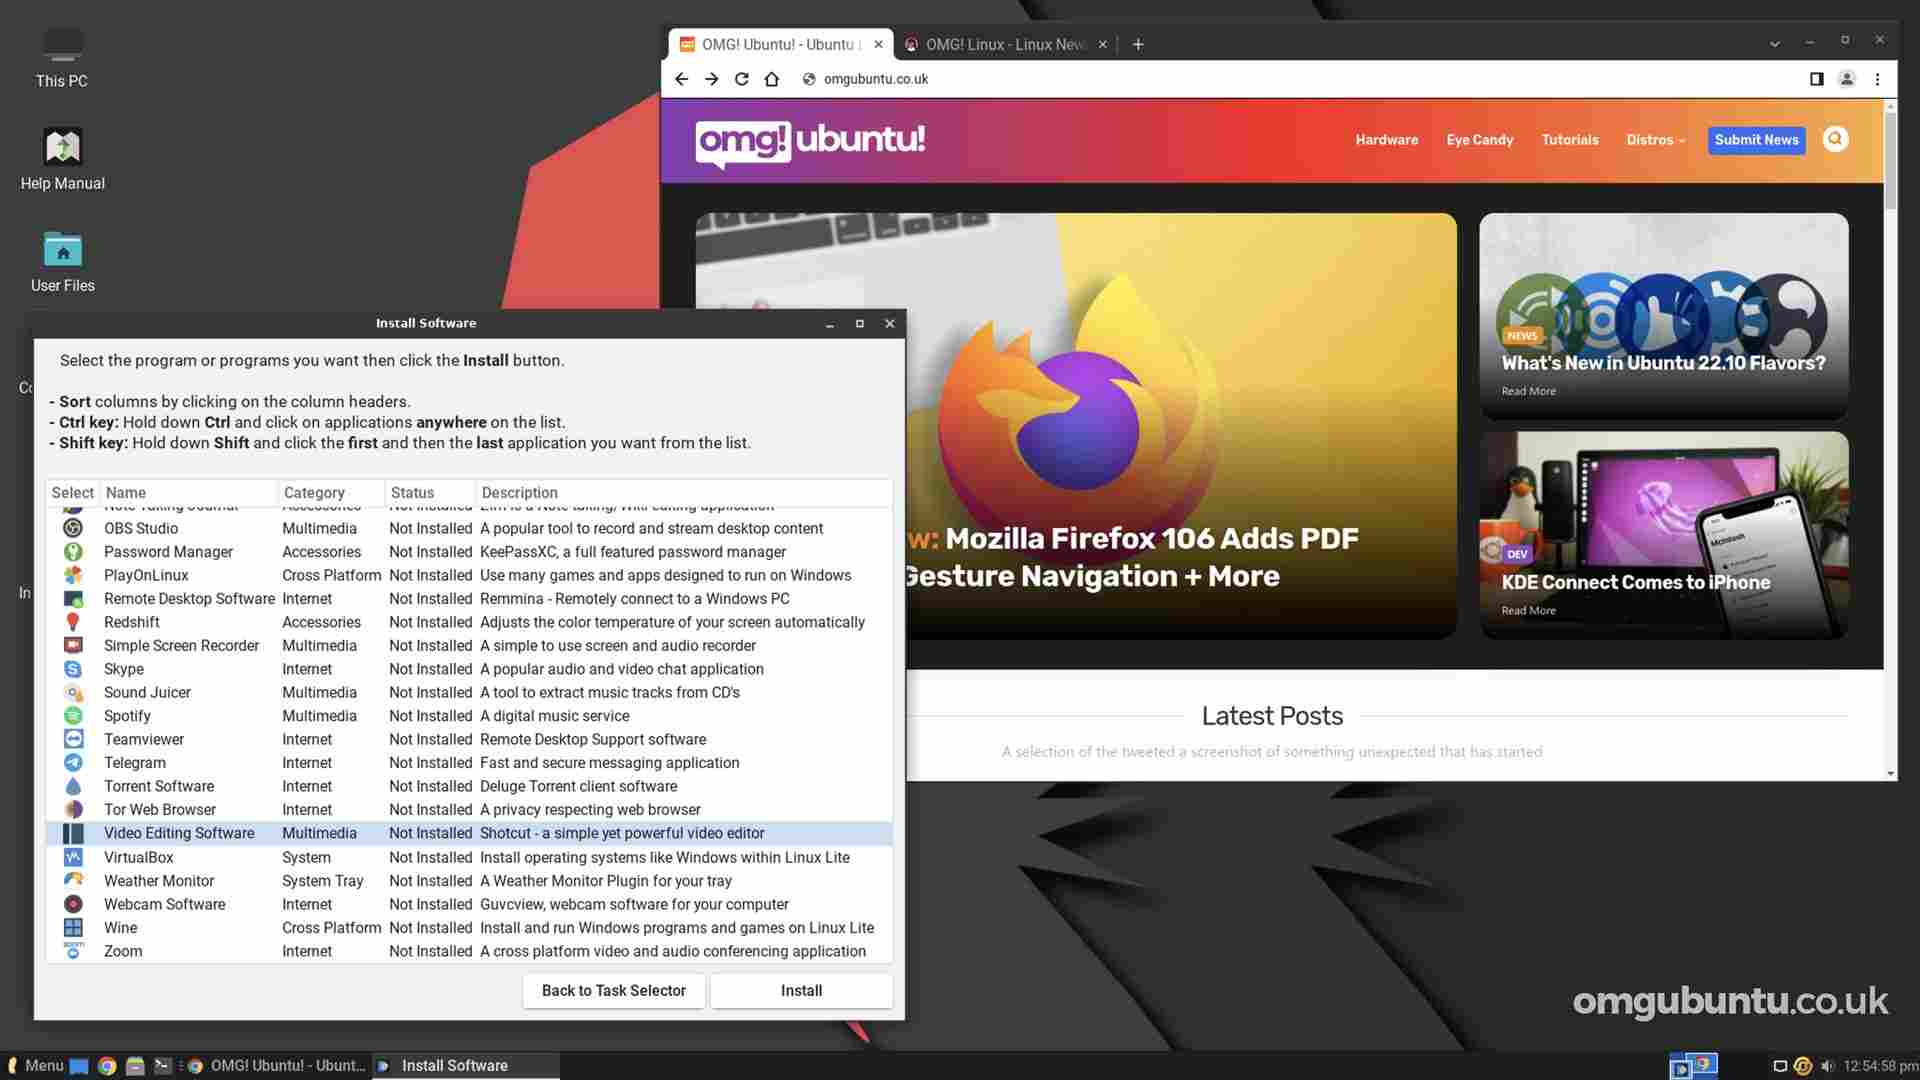 This PC
Help Manual
User Files
OMG! Ubuntu! - Ubuntu
OMG! Linux - Linux New
omgubuntu.co.uk
omg! ubuntu!
Hardware Eye Candy Tutorials Distros Submit News
NEWS
What's New in Ubuntu 22.10 Flavors?
Read More
w: Mozilla Firefox 106 Adds PDF
Gesture Navigation + More
DEV
KDE Connect Comes to iPhone
Read More
Latest Posts
A selection of the tweeted a screenshot of something unexpected that has started
Install Software
Select the program or programs you want then click the Install button.
- Sort columns by clicking on the column headers.
- Ctrl key: Hold down Ctrl and click on applications anywhere on the list.
- Shift key: Hold down Shift and click the first and then the last application you want from the list.
Select Name Category Status Description
OBS Studio Multimedia Not Installed A popular tool to record and stream desktop content
Password Manager Accessories Not Installed KeePassXC, a full featured password manager
PlayOnLinux Cross Platform Not Installed Use many games and apps designed to run on Windows
Remote Desktop Software Internet Not Installed Remmina - Remotely connect to a Windows PC
Redshift Accessories Not Installed Adjusts the color temperature of your screen automatically
Simple Screen Recorder Multimedia Not Installed A simple to use screen and audio recorder
Skype Internet Not Installed A popular audio and video chat application
Sound Juicer Multimedia Not Installed A tool to extract music tracks from CD's
Spotify Multimedia Not Installed A digital music service
Teamviewer Internet Not Installed Remote Desktop Support software
Telegram Internet Not Installed Fast and secure messaging application
Torrent Software Internet Not Installed Deluge Torrent client software
Tor Web Browser Internet Not Installed A privacy respecting web browser
Video Editing Software Multimedia Not Installed Shotcut - a simple yet powerful video editor
VirtualBox System Not Installed Install operating systems like Windows within Linux Lite
Weather Monitor System Tray Not Installed A Weather Monitor Plugin for your tray
Webcam Software Internet Not Installed Guvcview, webcam software for your computer
Wine Cross Platform Not Installed Install and run Windows programs and games on Linux Lite
Zoom Internet Not Installed A cross platform video and audio conferencing application
Back to Task Selector Install
omgubuntu.co.uk
Menu OMG! Ubuntu! - Ubunt... Install Software 12:54:58 pm